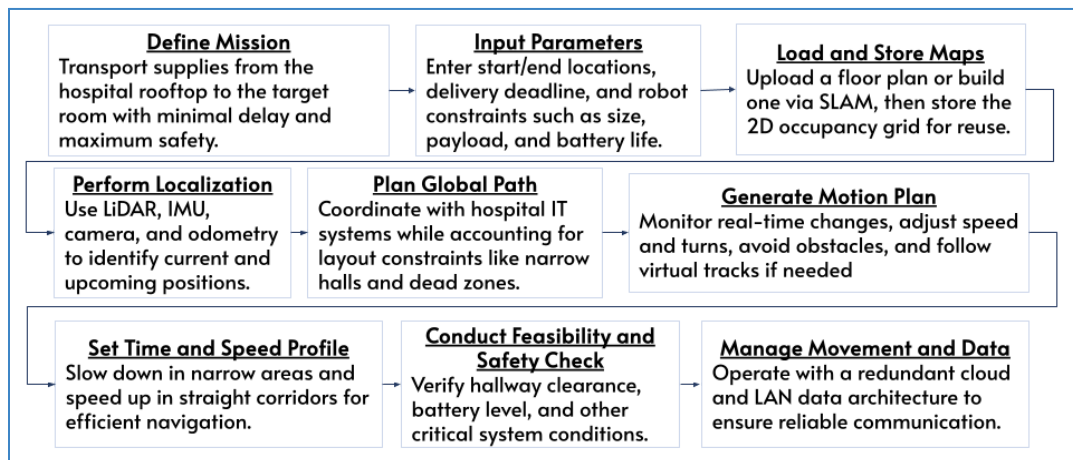 Define Mission
Transport supplies from the
hospital rooftop to the target
room with minimal delay and
maximum safety.
Input Parameters
Enter start/end locations,
delivery deadline, and robot
constraints such as size,
payload, and battery life.
Load and Store Maps
Upload a floor plan or build
one via SLAM, then store the
2D occupancy grid for reuse.
Perform Localization
Use LiDAR, IMU,
camera, and odometry
to identify current and
upcoming positions.
Plan Global Path
Coordinate with hospital IT
systems while accounting for
layout constraints like narrow
halls and dead zones.
Generate Motion Plan
Monitor real-time changes, adjust speed
and turns, avoid obstacles, and follow
virtual tracks if needed
Set Time and Speed Profile
Slow down in narrow areas and
speed up in straight corridors for
efficient navigation.
Conduct Feasibility and
Safety Check
Verify hallway clearance,
battery level, and other
critical system conditions.
Manage Movement and Data
Operate with a redundant cloud
and LAN data architecture to
ensure reliable communication.